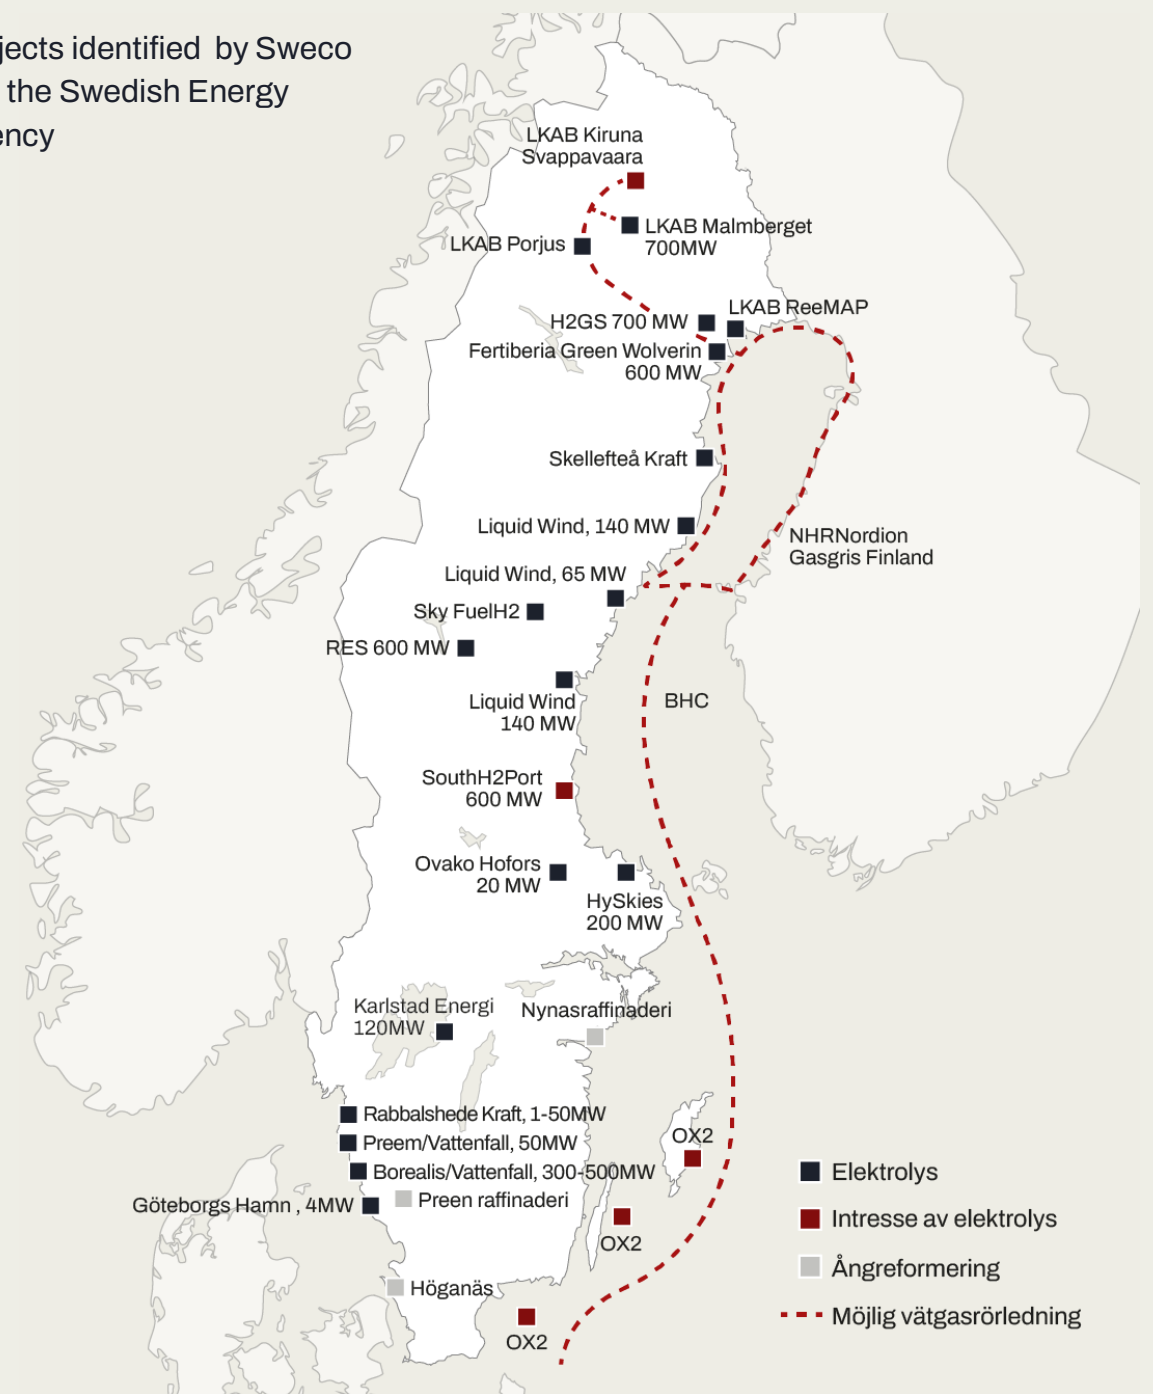 jects identified by Sweco
the Swedish Energy
ency
LKAB Kiruna
Svappavaara
LKAB Malmberget
700MW
LKAB Porjus
LKAB ReeMAP
H2GS 700 MW
Fertiberia Green Wolverin
600 MW
Skellefteå Kraft
Liquid Wind, 140 MW
NHRNordion
Gasgris Finland
Liquid Wind, 65 MW
Sky FuelH2
RES 600 MW
Liquid Wind
140 MW
BHC
SouthH2Port
600 MW
Ovako Hofors
20 MW
HySkies
200 MW
Karlstad Energi
120MW
Nynasraffinaderi
Rabbalshede Kraft, 1-50MW
Preem/Vattenfall, 50MW
Borealis/Vattenfall, 300-500MW
Preen raffinaderi
Göteborgs Hamn , 4MW
OX2
OX2
Höganäs
OX2
Elektrolys
Intresse av elektrolys
Ångreformering
Möjlig vätgasrörledning